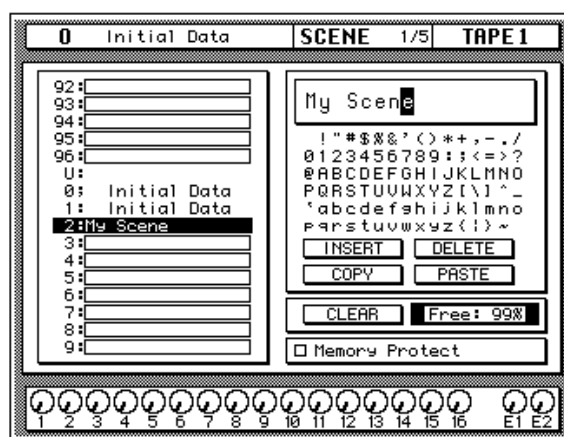 0 Initial Data SCENE 1/5 TAPE 1
92:
93:
94:
95:
96:
U:
0; Initial Data
1: Initial Data
2:My Scene
3:
4:
5:
6:
7:
8:
9:
My Scene
!"#$%&'()*+,-./
0123456789:;<=>?
@ABCDEFGHIJKLMNO
PQRSTUVWXYZ[\]^_
`abcdefghijklmno
pqrstuvwxyz{|}~
INSERT DELETE
COPY PASTE
CLEAR Free: 99%
Memory Protect
1 2 3 4 5 6 7 8 9 10 11 12 13 14 15 16 E1 E2